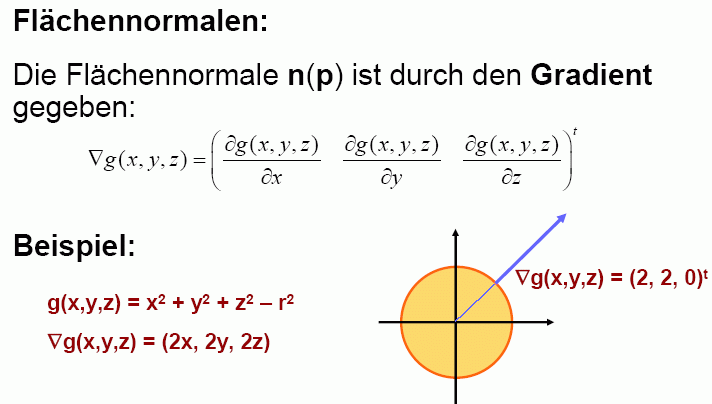 Flächennormalen:
Die Flächennormale n(p) ist durch den Gradient
gegeben:
∇g(x, y, z) = (∂g(x, y, z)/∂x ∂g(x, y, z)/∂y ∂g(x, y, z)/∂z)ᵗ
Beispiel:
g(x,y,z) = x² + y² + z² – r²
∇g(x,y,z) = (2x, 2y, 2z)
∇g(x,y,z) = (2, 2, 0)ᵗ